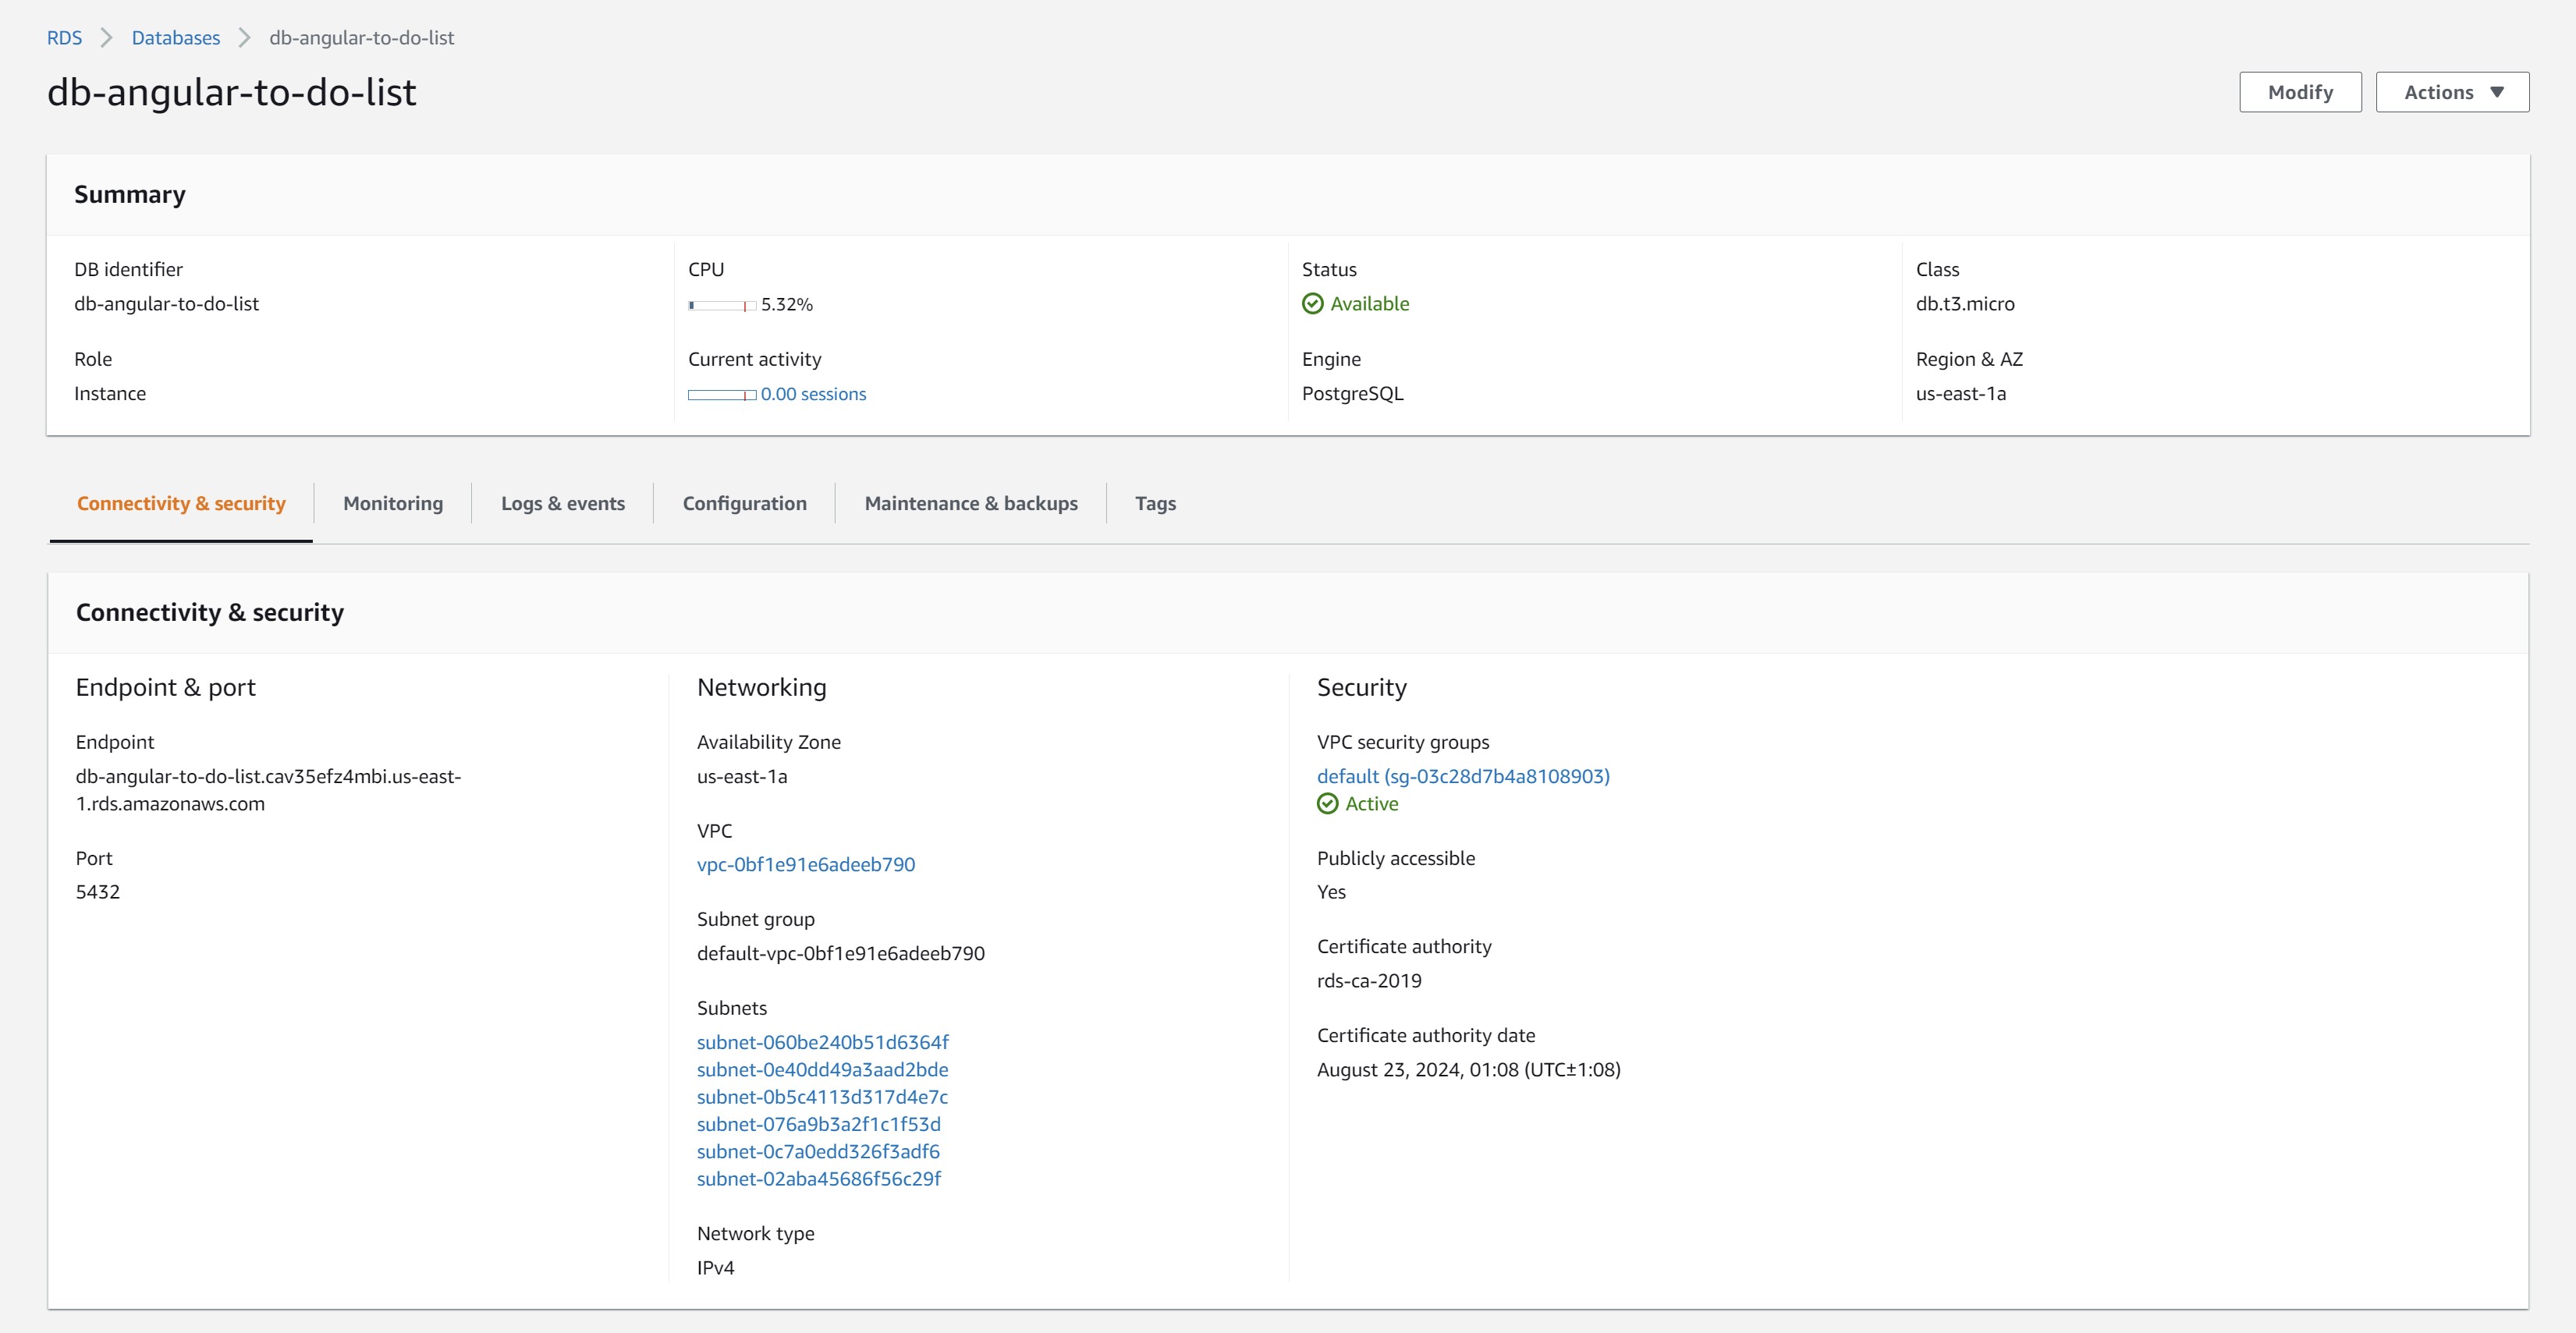 RDS > Databases > db-angular-to-do-list
db-angular-to-do-list
Modify
Actions
Summary
DB identifier
db-angular-to-do-list
CPU
5.32%
Status
Available
Class
db.t3.micro
Role
Instance
Current activity
0.00 sessions
Engine
PostgreSQL
Region & AZ
us-east-1a
Connectivity & security
Monitoring
Logs & events
Configuration
Maintenance & backups
Tags
Connectivity & security
Endpoint & port
Endpoint
db-angular-to-do-list.cav35efz4mbi.us-east-
1.rds.amazonaws.com
Port
5432
Networking
Availability Zone
us-east-1a
VPC
vpc-0bf1e91e6adeeb790
Subnet group
default-vpc-0bf1e91e6adeeb790
Subnets
subnet-060be240b51d6364f
subnet-0e40dd49a3aad2bde
subnet-0b5c4113d317d4e7c
subnet-076a9b3a2f1c1f53d
subnet-0c7a0edd326f3adf6
subnet-02aba45686f56c29f
Network type
IPv4
Security
VPC security groups
default (sg-03c28d7b4a8108903)
Active
Publicly accessible
Yes
Certificate authority
rds-ca-2019
Certificate authority date
August 23, 2024, 01:08 (UTC±1:08)